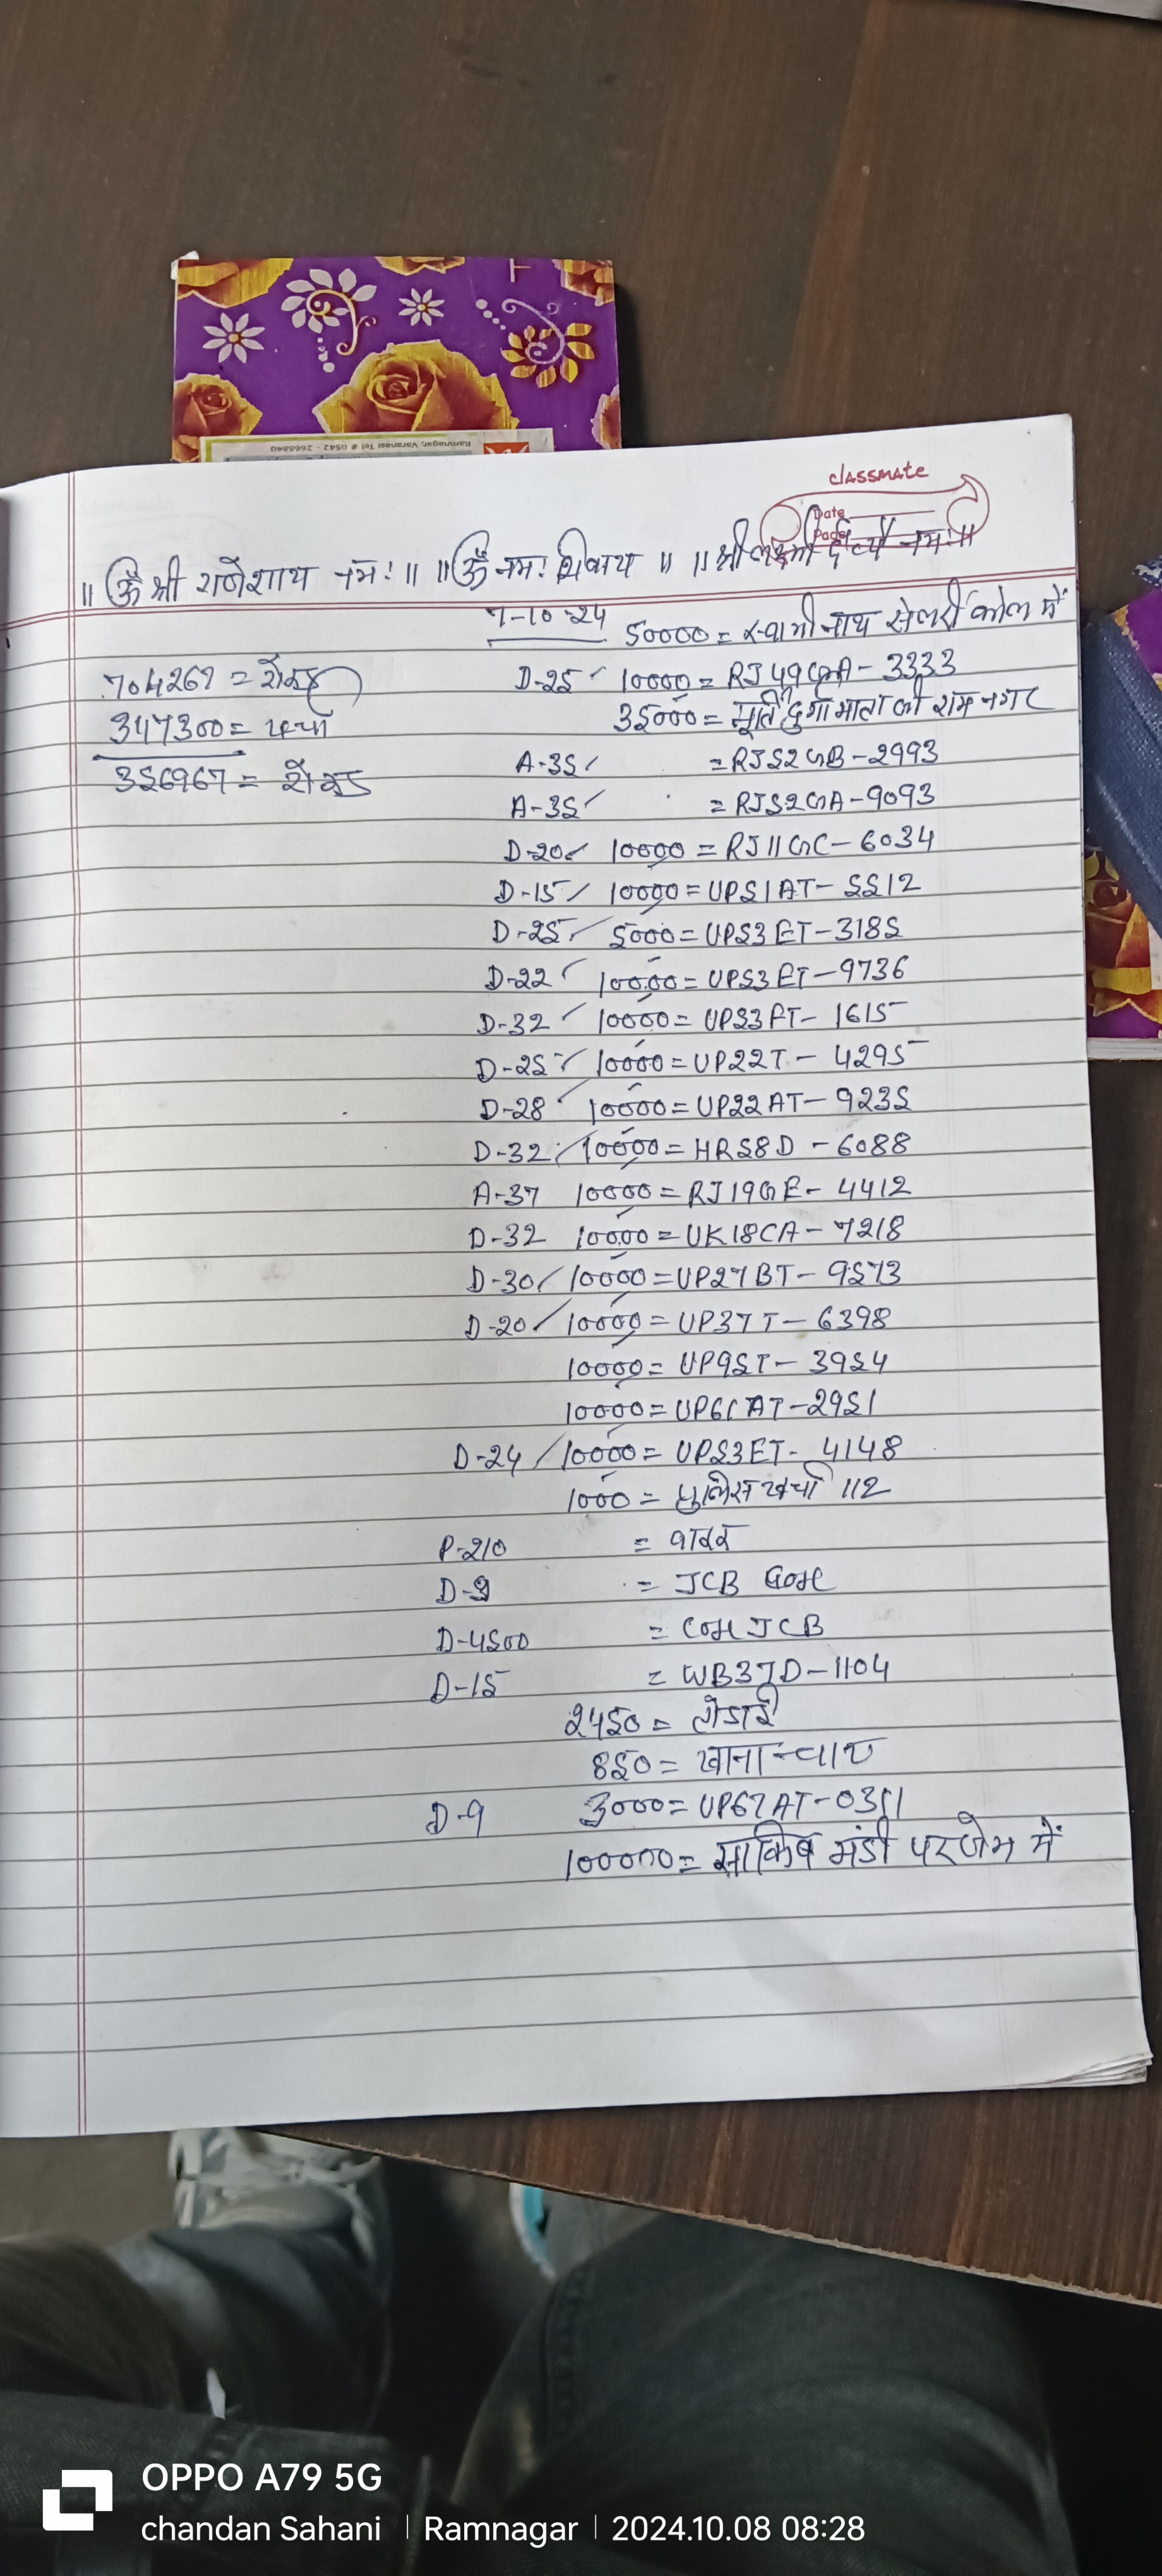 Ramnagar, Varanasi Tel # 0542 - 2668840
classmate
Date
Page
॥ ॐ श्री गणेशाय नमः ॥ ॥ ॐ नमः शिवाय ॥ ॥ श्री लक्ष्मी देव्यै नमः ॥
7-10-24
50000 = स्वामी नाथ सेलरी कोल में
704267 = रोकड़
347300 = खर्चा
356967 = रोकड़
D-25 10000 = RJ49GA-3333
35000 = मूर्ति दुर्गा माता की राम नगर
A-35 = RJ52GB-2993
A-35 = RJ52GA-9093
D-20 10000 = RJ11GC-6034
D-15 10000 = UP51AT-5512
D-25 5000 = UP53ET-3185
D-22 10000 = UP53ET-9736
D-32 10000 = UP53FT-1615
D-25 10000 = UP22T-4295
D-28 10000 = UP22AT-9235
D-32 10000 = HR58D-6088
A-37 10000 = RJ19GE-4412
D-32 10000 = UK18CA-7218
D-30 10000 = UP27BT-9573
D-20 10000 = UP37T-6398
10000 = UP95T-3954
10000 = UP61AT-2951
D-24 10000 = UP53ET-4148
1000 = पुलिस खर्चा 112
P-210 = पावर
D-9 = JCB
D-4500 = JCB
D-15 = WB37D-1104
2450 =
850 = खाना-चाय
D-9 3000 = UP67AT-0351
100000 = साकिब मंडी परजेम में
OPPO A79 5G
chandan Sahani | Ramnagar | 2024.10.08 08:28